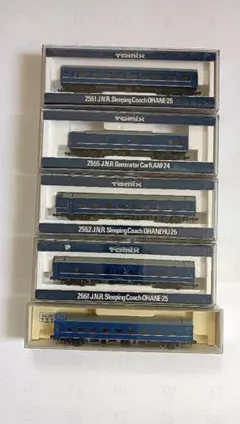 TOMIX
2561 J.N.R. Sleeping Coach OHANE 25
TOMIX
2555 J.N.R. Generator Car KANI 24
TOMIX
2552 J.N.R. Sleeping Coach OHANEHU 25
TOMIX
2561 J.N.R. Sleeping Coach OHANE 25